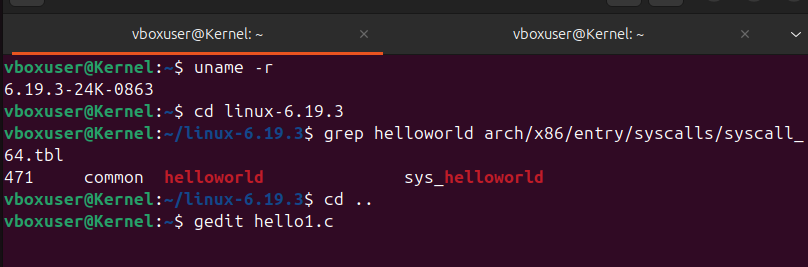 vboxuser@Kernel: ~ × vboxuser@Kernel: ~ ×
vboxuser@Kernel:~$ uname -r
6.19.3-24K-0863
vboxuser@Kernel:~$ cd linux-6.19.3
vboxuser@Kernel:~/linux-6.19.3$ grep helloworld arch/x86/entry/syscalls/syscall_
64.tbl
471 common helloworld sys_helloworld
vboxuser@Kernel:~/linux-6.19.3$ cd ..
vboxuser@Kernel:~$ gedit hello1.c